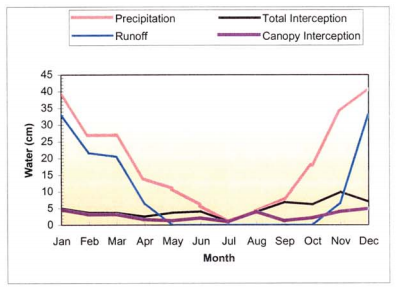 Precipitation Total Interception
Runoff Canopy Interception
45
40
35
30
25
20
15
10
5
0
Water (cm)
Jan Feb Mar Apr May Jun Jul Aug Sep Oct Nov Dec
Month